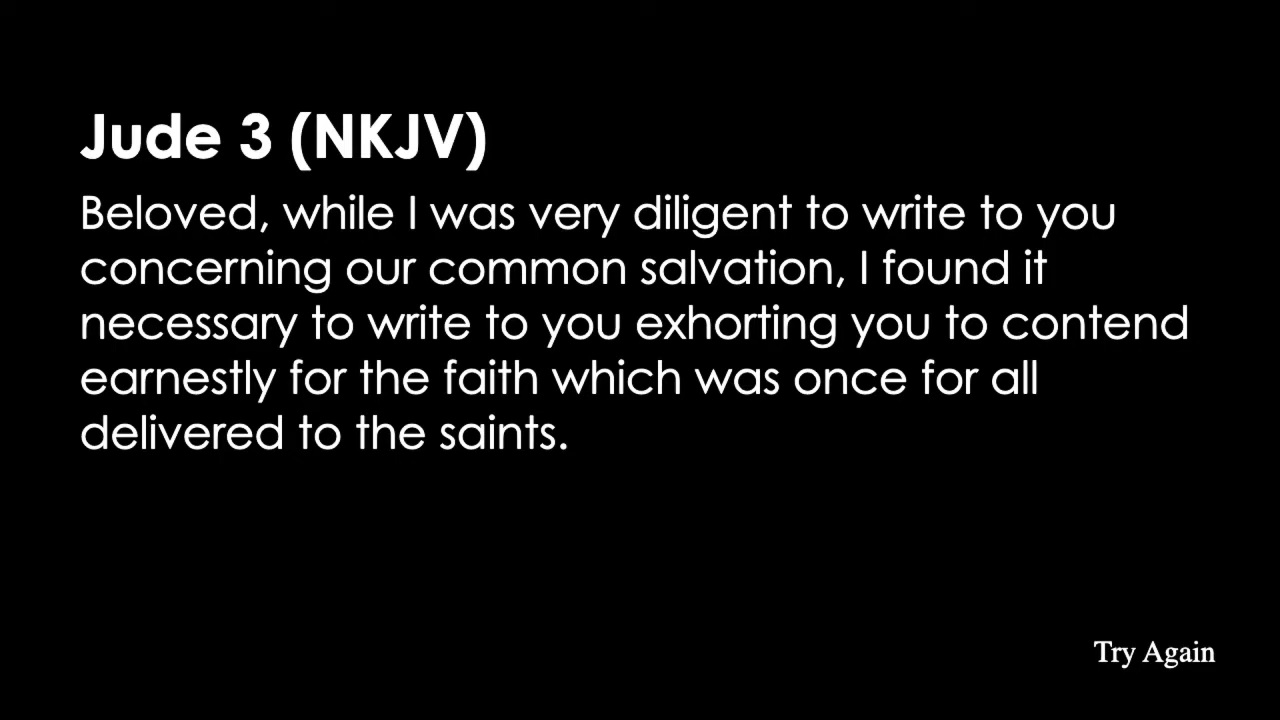 Jude 3 (NKJV)
Beloved, while I was very diligent to write to you
concerning our common salvation, I found it
necessary to write to you exhorting you to contend
earnestly for the faith which was once for all
delivered to the saints.
Try Again